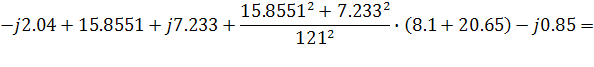 −j2.04 + 15.8551 + j7.233 + (15.8551² + 7.233²)/121² · (8.1 + 20.65) − j0.85 =